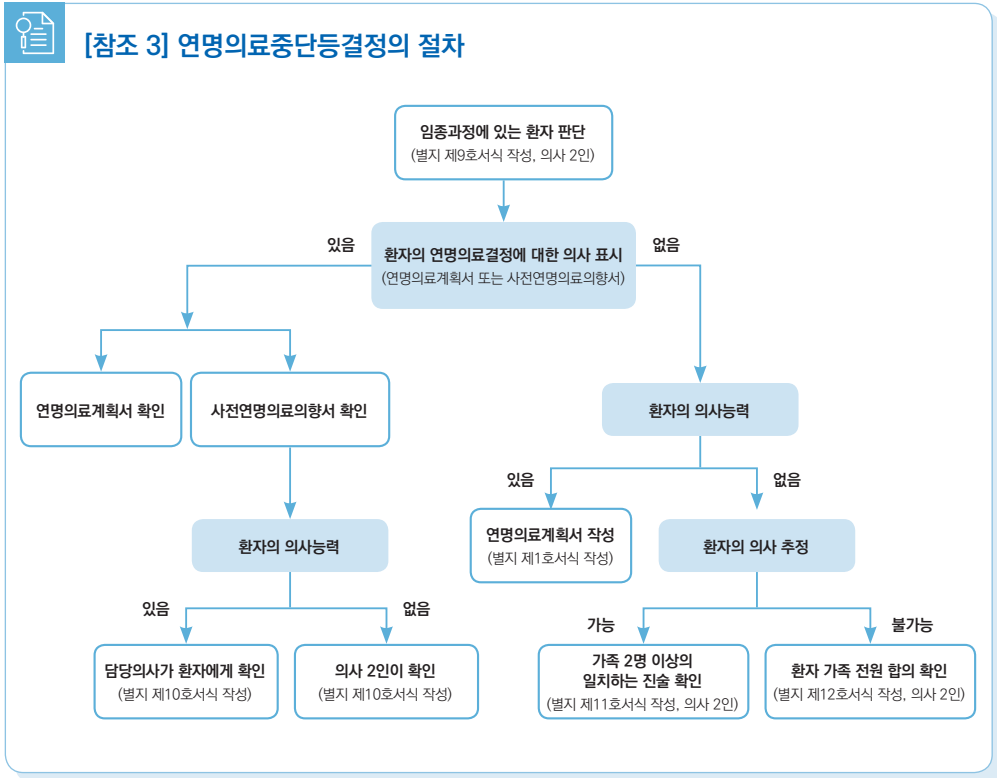 [참조 3] 연명의료중단등결정의 절차
임종과정에 있는 환자 판단
(별지 제9호서식 작성, 의사 2인)
있음
없음
환자의 연명의료결정에 대한 의사 표시
(연명의료계획서 또는 사전연명의료의향서)
연명의료계획서 확인
사전연명의료의향서 확인
환자의 의사능력
있음
없음
연명의료계획서 작성
(별지 제1호서식 작성)
환자의 의사능력
환자의 의사 추정
있음
없음
가능
불가능
담당의사가 환자에게 확인
(별지 제10호서식 작성)
의사 2인이 확인
(별지 제10호서식 작성)
가족 2명 이상의
일치하는 진술 확인
(별지 제11호서식 작성, 의사 2인)
환자 가족 전원 합의 확인
(별지 제12호서식 작성, 의사 2인)